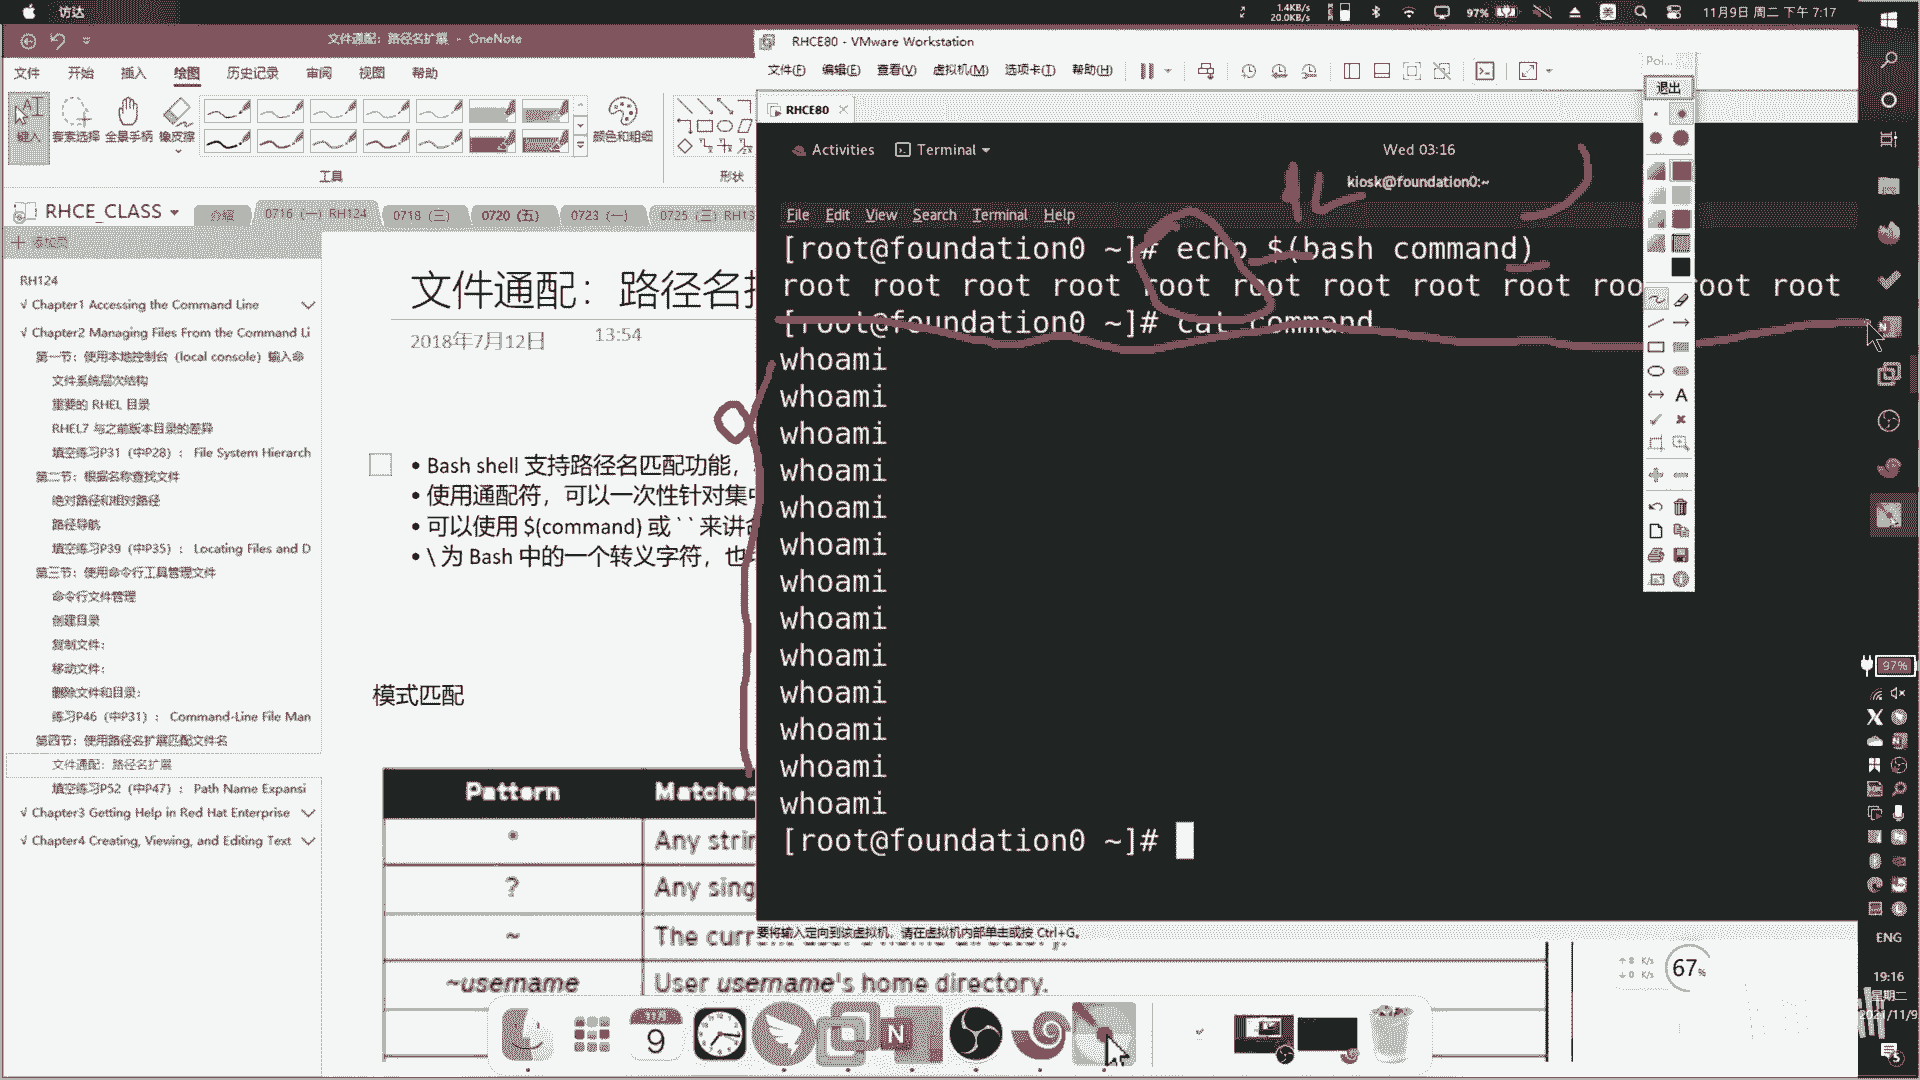 访达
1.4KB/s
20.0KB/s
97%
美
11月9日 周二 下午 7:17
文件通配：路径名扩展 - OneNote
文件 开始 插入 绘图 历史记录 审阅 视图 帮助
键入 套索选择 全景手柄 橡皮擦 颜色和粗细
工具 形状
RHCE_CLASS
介绍 0716 (一) RH124 0718 (三) 0720 (五) 0723 (一) 0725 (三) RH13
添加页
RH124
√ Chapter1 Accessing the Command Line
√ Chapter2 Managing Files From the Command Li
第一节：使用本地控制台（local console）输入命
文件系统层次结构
重要的 RHEL 目录
RHEL7 与之前版本目录的差异
填空练习P31（中P28）： File System Hierarch
第二节：根据名称查找文件
绝对路径和相对路径
路径导航
填空练习P39（中P35）： Locating Files and D
第三节：使用命令行工具管理文件
命令行文件管理
创建目录
复制文件：
移动文件：
删除文件和目录：
练习P46（中P31）： Command-Line File Man
第四节：使用路径名扩展匹配文件名
文件通配：路径名扩展
填空练习P52（中P47）： Path Name Expansi
√ Chapter3 Getting Help in Red Hat Enterprise
√ Chapter4 Creating, Viewing, and Editing Text
文件通配：路径名扩
2018年7月12日 13:54
• Bash shell 支持路径名匹配功能，
• 使用通配符，可以一次性针对集中
• 可以使用 $(command) 或 ` ` 来讲命
• \ 为 Bash 中的一个转义字符，也
模式匹配
Pattern Matches
* Any strin
? Any sing
~ The current user's home directory.
~username User username's home directory.
RHCE80 - VMware Workstation
文件(F) 编辑(E) 查看(V) 虚拟机(M) 选项卡(T) 帮助(H)
RHCE80
Activities Terminal Wed 03:16
kiosk@foundation0:~
File Edit View Search Terminal Help
[root@foundation0 ~]# echo $(bash command)
root root root root root root root root root root root root
[root@foundation0 ~]# cat command
whoami
whoami
whoami
whoami
whoami
whoami
whoami
whoami
whoami
whoami
whoami
whoami
whoami
[root@foundation0 ~]#
要将输入定向到该虚拟机，请在虚拟机内部单击或按 Ctrl+G。
Poi...
退出
A
97%
ENG
19:16
星期二
2021/11/9
5
↑ 8 K/s
↓ 0 K/s
67%
11月
9
N